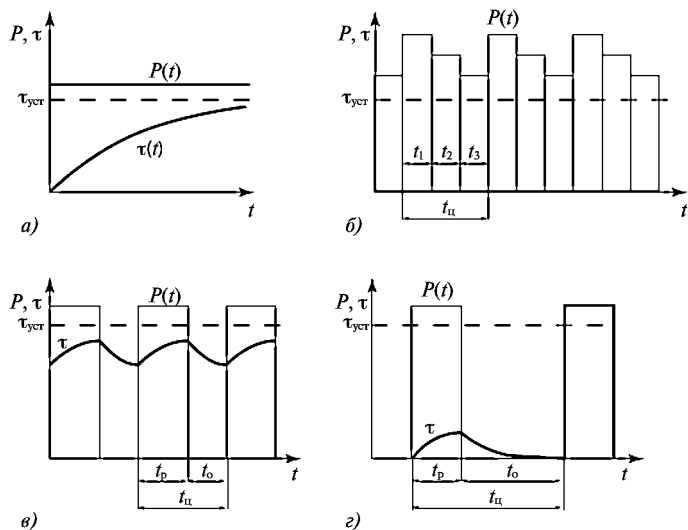 P, τ
P(t)
τуст
τ(t)
t
а)
P, τ
P(t)
τуст
t1 t2 t3
tц
t
б)
P, τ
P(t)
τуст
τ
tр tо
tц
t
в)
P, τ
P(t)
τуст
τ
tр tо
tц
t
г)